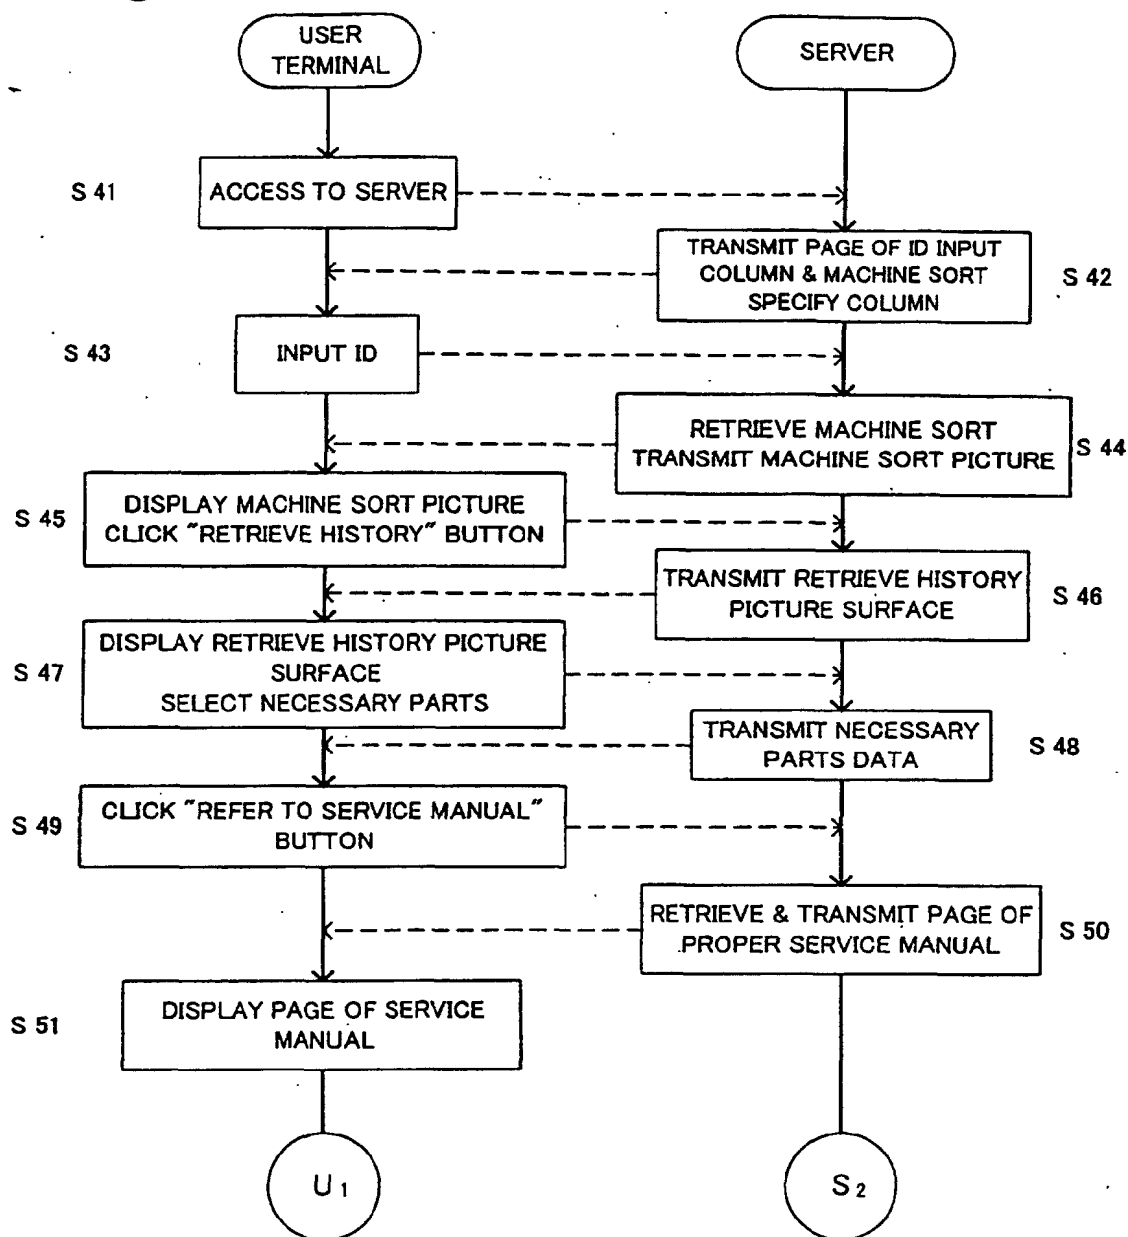 USER
TERMINAL
SERVER
S 41
ACCESS TO SERVER
TRANSMIT PAGE OF ID INPUT
COLUMN & MACHINE SORT
SPECIFY COLUMN
S 42
S 43
INPUT ID
RETRIEVE MACHINE SORT
TRANSMIT MACHINE SORT PICTURE
S 44
S 45
DISPLAY MACHINE SORT PICTURE
CLICK "RETRIEVE HISTORY" BUTTON
TRANSMIT RETRIEVE HISTORY
PICTURE SURFACE
S 46
S 47
DISPLAY RETRIEVE HISTORY PICTURE
SURFACE
SELECT NECESSARY PARTS
TRANSMIT NECESSARY
PARTS DATA
S 48
S 49
CLICK "REFER TO SERVICE MANUAL"
BUTTON
RETRIEVE & TRANSMIT PAGE OF
PROPER SERVICE MANUAL
S 50
S 51
DISPLAY PAGE OF SERVICE
MANUAL
U1
S2